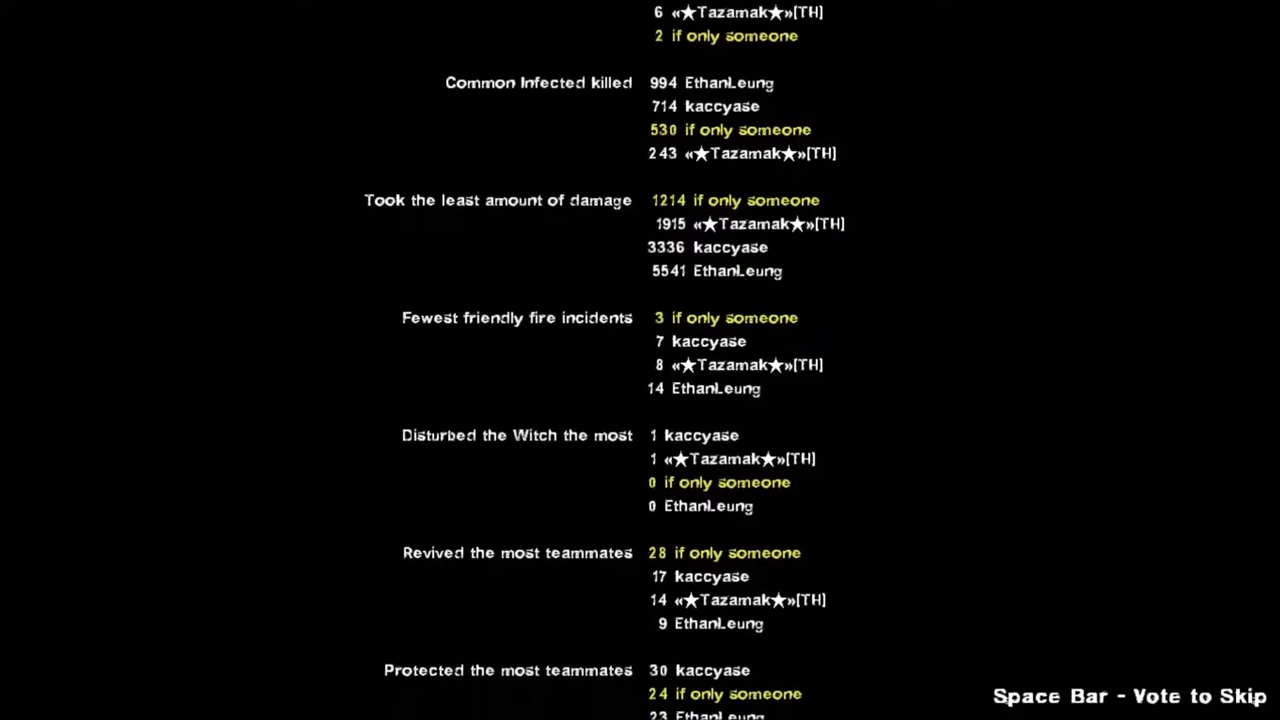 6 «★Tazamak★»[TH]
2 if only someone
Common Infected killed 994 EthanLeung
714 kaccyase
530 if only someone
243 «★Tazamak★»[TH]
Took the least amount of damage 1214 if only someone
1915 «★Tazamak★»[TH]
3336 kaccyase
5541 EthanLeung
Fewest friendly fire incidents 3 if only someone
7 kaccyase
8 «★Tazamak★»[TH]
14 EthanLeung
Disturbed the Witch the most 1 kaccyase
1 «★Tazamak★»[TH]
0 if only someone
0 EthanLeung
Revived the most teammates 28 if only someone
17 kaccyase
14 «★Tazamak★»[TH]
9 EthanLeung
Protected the most teammates 30 kaccyase
24 if only someone
23 EthanLeung
Space Bar - Vote to Skip